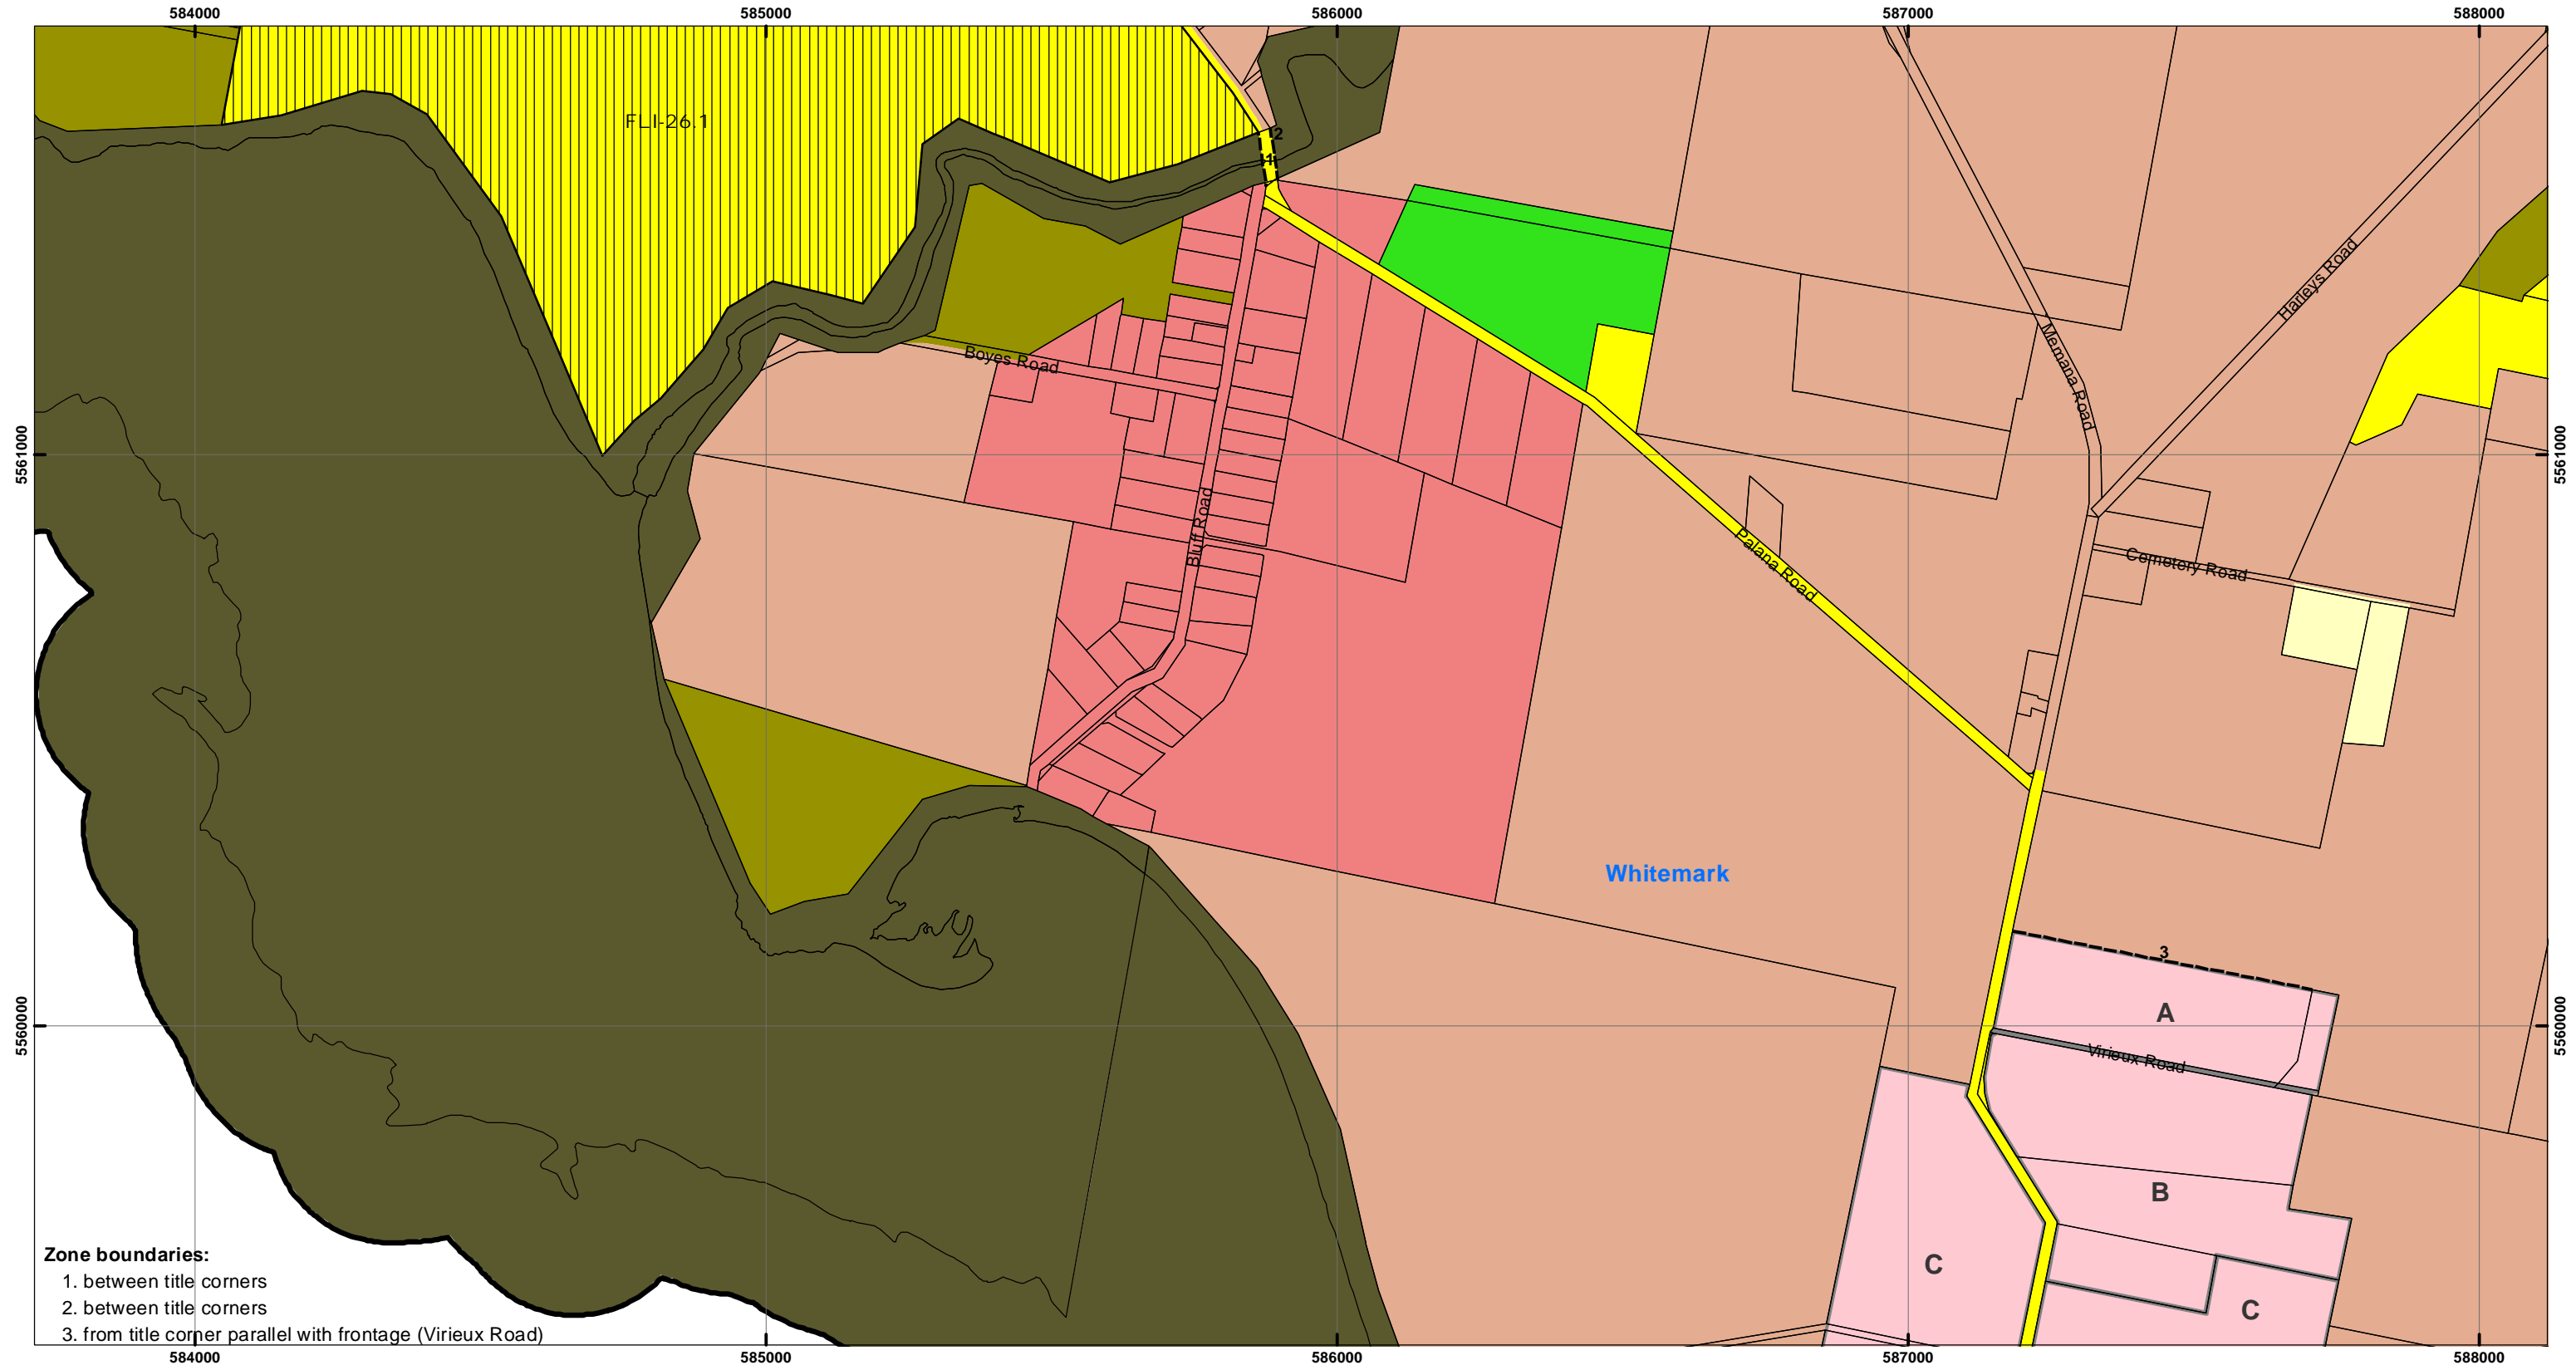 584000 585000 586000 587000 588000
FLI-26.1
2
1
Harleys Road
Memana Road
Boyes Road
5561000 5561000
Bluff Road
Palana Road
Cemetery Road
Whitemark
3
A
5560000 5560000
Virieux Road
B
C
C
Zone boundaries:
1. between title corners
2. between title corners
3. from title corner parallel with frontage (Virieux Road)
584000 585000 586000 587000 588000